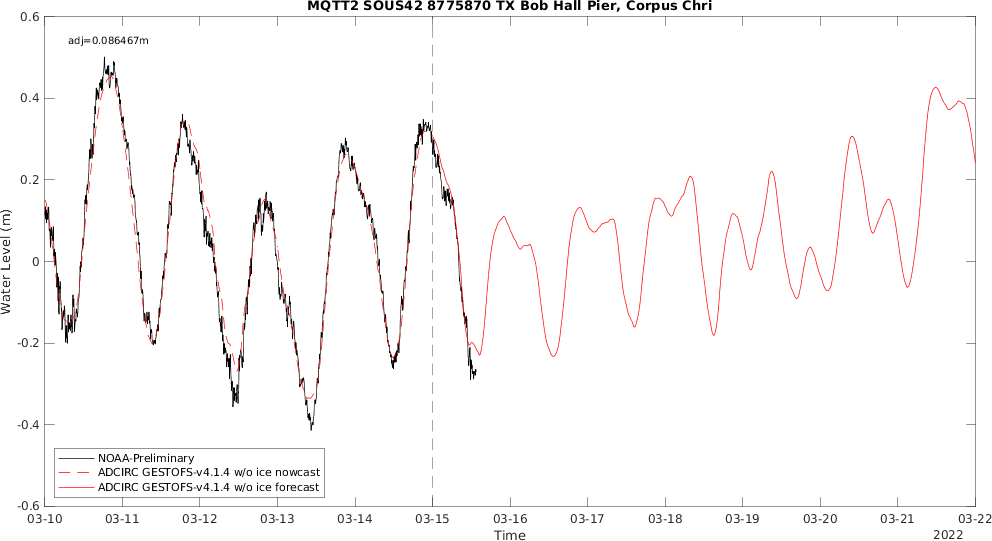 MQTT2 SOUS42 8775870 TX Bob Hall Pier, Corpus Chri
adj=0.086467m
0.6
0.4
0.2
0
-0.2
-0.4
-0.6
Water Level (m)
NOAA-Preliminary
ADCIRC GESTOFS-v4.1.4 w/o ice nowcast
ADCIRC GESTOFS-v4.1.4 w/o ice forecast
03-10 03-11 03-12 03-13 03-14 03-15 03-16 03-17 03-18 03-19 03-20 03-21 03-22
Time
2022